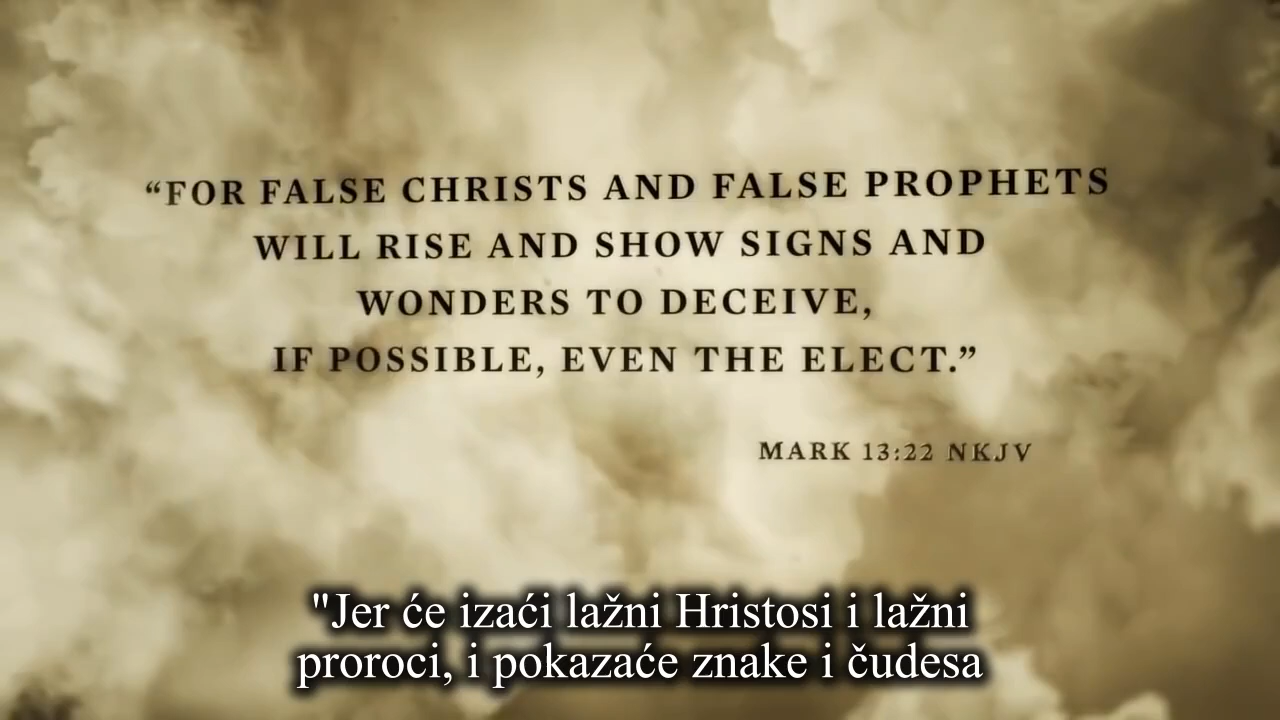 “FOR FALSE CHRISTS AND FALSE PROPHETS
WILL RISE AND SHOW SIGNS AND
WONDERS TO DECEIVE,
IF POSSIBLE, EVEN THE ELECT.”
MARK 13:22 NKJV
"Jer će izaći lažni Hristosi i lažni
proroci, i pokazaće znake i čudesa